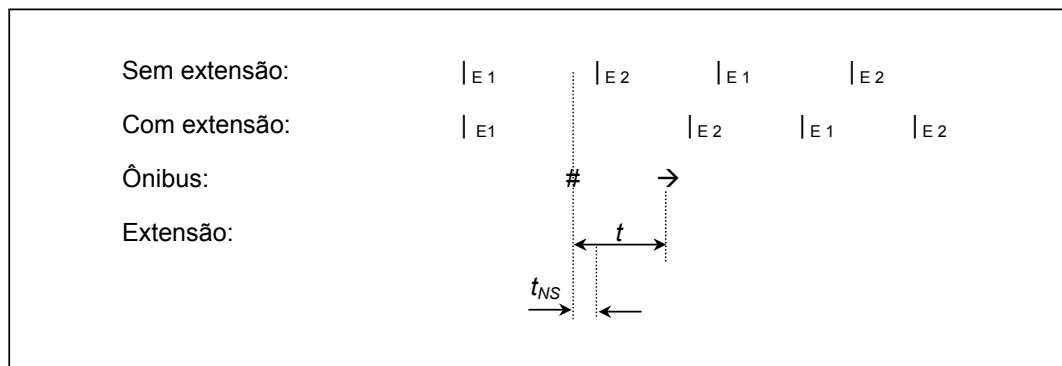 Sem extensão: | E 1 | E 2 | E 1 | E 2
Com extensão: | E1 | E 2 | E 1 | E 2
Ônibus: # →
Extensão: t
tNS